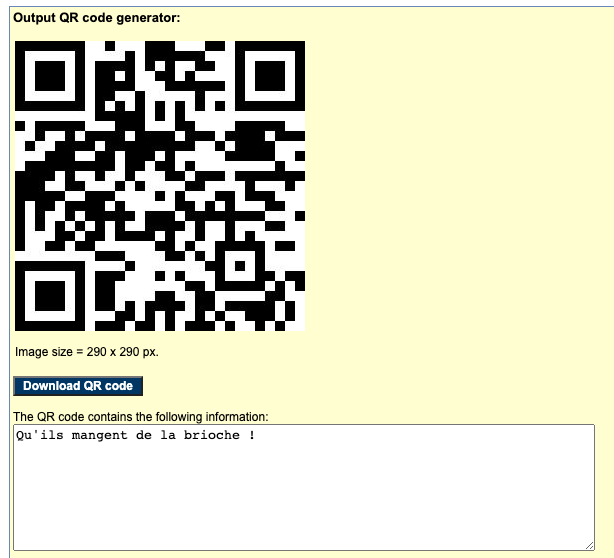 Output QR code generator:
Image size = 290 x 290 px.
Download QR code
The QR code contains the following information:
Qu'ils mangent de la brioche !